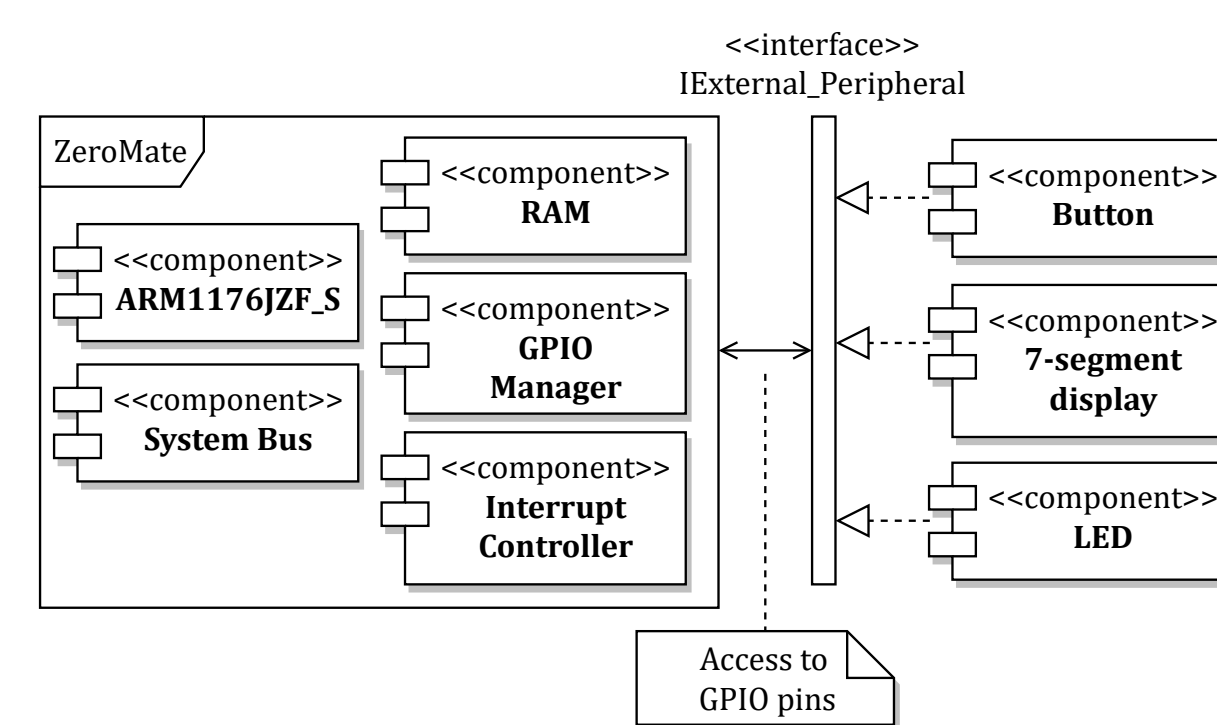 <<interface>>
IExternal_Peripheral
ZeroMate
<<component>>
RAM
<<component>>
ARM1176JZF_S
<<component>>
GPIO
Manager
<<component>>
System Bus
<<component>>
Interrupt
Controller
<<component>>
Button
<<component>>
7-segment
display
<<component>>
LED
Access to
GPIO pins